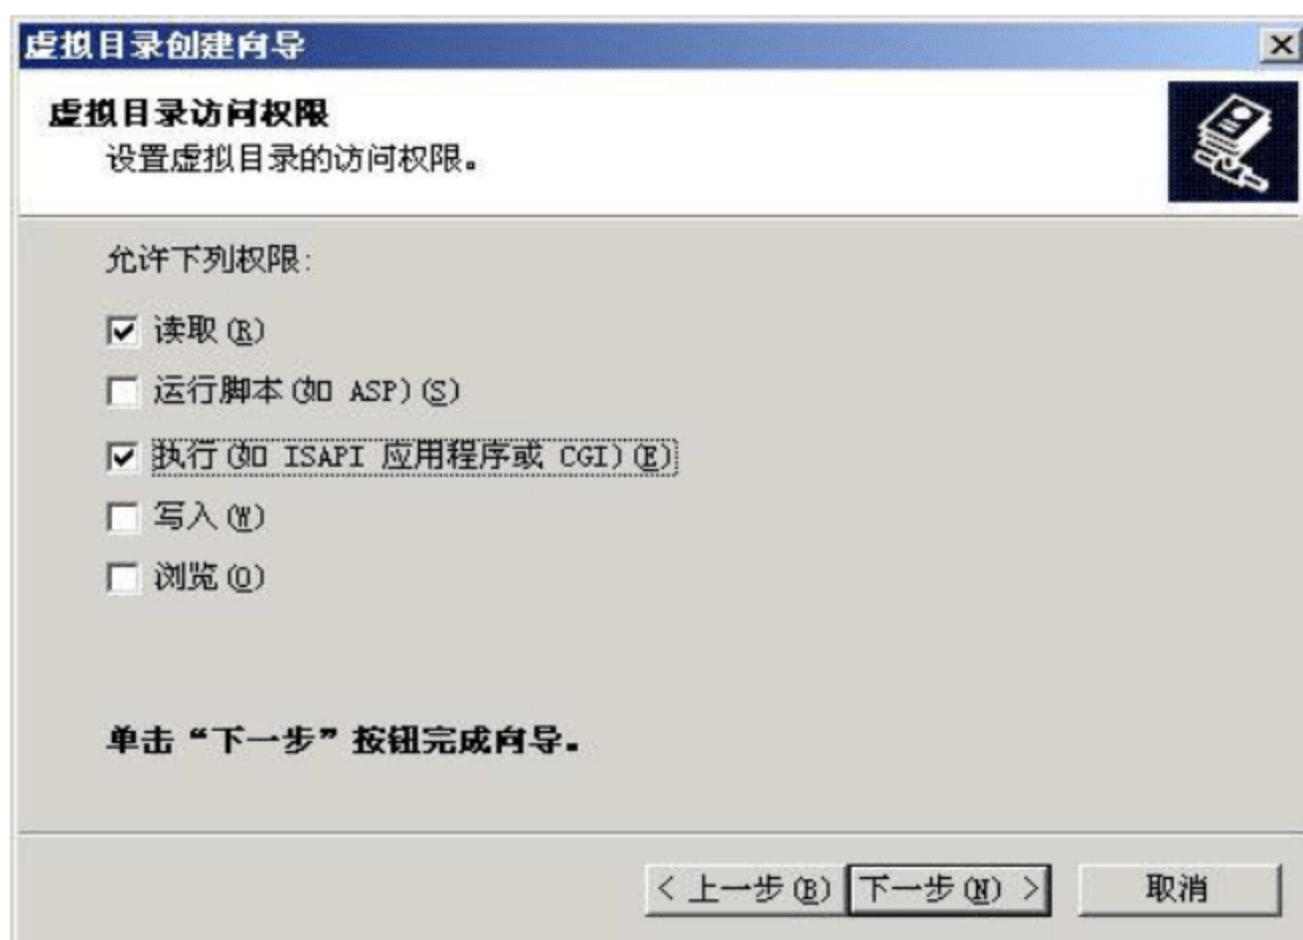 虚拟目录创建向导
虚拟目录访问权限
设置虚拟目录的访问权限。
允许下列权限:
读取(R)
运行脚本(如 ASP)(S)
执行(如 ISAPI 应用程序或 CGI)(E)
写入(W)
浏览(O)
单击“下一步”按钮完成向导。
< 上一步(B) 下一步(N) > 取消